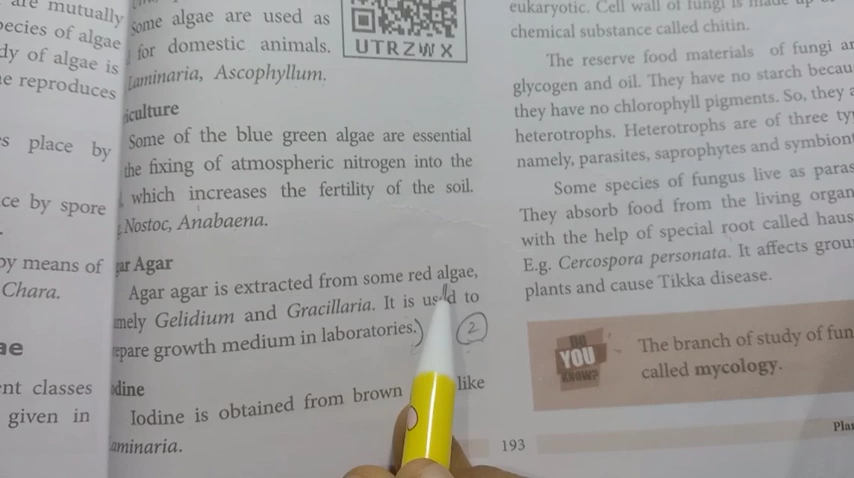 are mutually
species of algae
dy of algae is
e reproduces
s place by
ce by spore
by means of
Chara.
ae
nt classes
given in
Some algae are used as
for domestic animals.
Laminaria, Ascophyllum.
UTRZWX
iculture
Some of the blue green algae are essential
the fixing of atmospheric nitrogen into the
which increases the fertility of the soil.
Nostoc, Anabaena.
gar Agar
Agar agar is extracted from some red algae,
mely Gelidium and Gracillaria. It is used to
epare growth medium in laboratories.)
2
odine
Iodine is obtained from brown like
aminaria.
193
eukaryotic. Cell wall of fungi is made up
chemical substance called chitin.
The reserve food materials of fungi ar
glycogen and oil. They have no starch becau
they have no chlorophyll pigments. So, they a
heterotrophs. Heterotrophs are of three ty
namely, parasites, saprophytes and symbiont
Some species of fungus live as paras
They absorb food from the living organ
with the help of special root called haus
E.g. Cercospora personata. It affects grou
plants and cause Tikka disease.
DO
YOU
KNOW?
The branch of study of fun
called mycology.
Plan